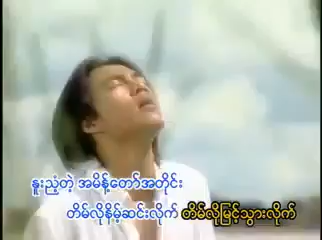 နူးညံ့တဲ့ အမိန့်တော်အတိုင်း
တိမ်လိုနိမ့်ဆင်းလိုက် တိမ်လိုမြင့်သွားလိုက်